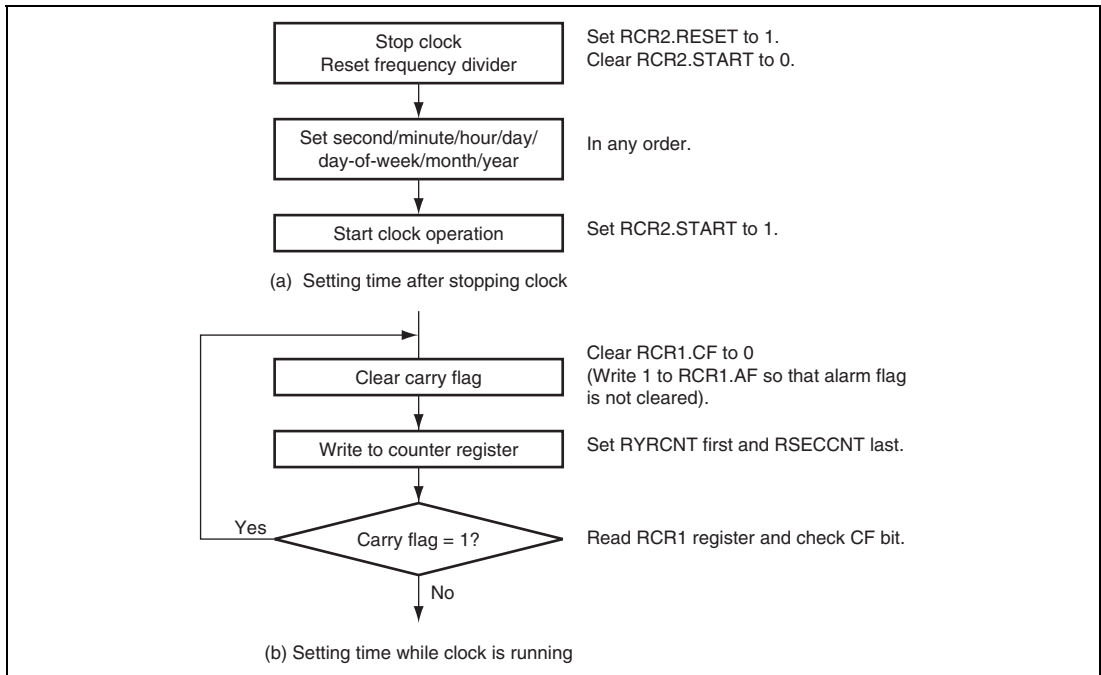 Stop clock
Reset frequency divider
Set RCR2.RESET to 1.
Clear RCR2.START to 0.
Set second/minute/hour/day/
day-of-week/month/year
In any order.
Start clock operation
Set RCR2.START to 1.
(a) Setting time after stopping clock
Clear carry flag
Clear RCR1.CF to 0
(Write 1 to RCR1.AF so that alarm flag
is not cleared).
Write to counter register
Set RYRCNT first and RSECCNT last.
Yes
Carry flag = 1?
Read RCR1 register and check CF bit.
No
(b) Setting time while clock is running